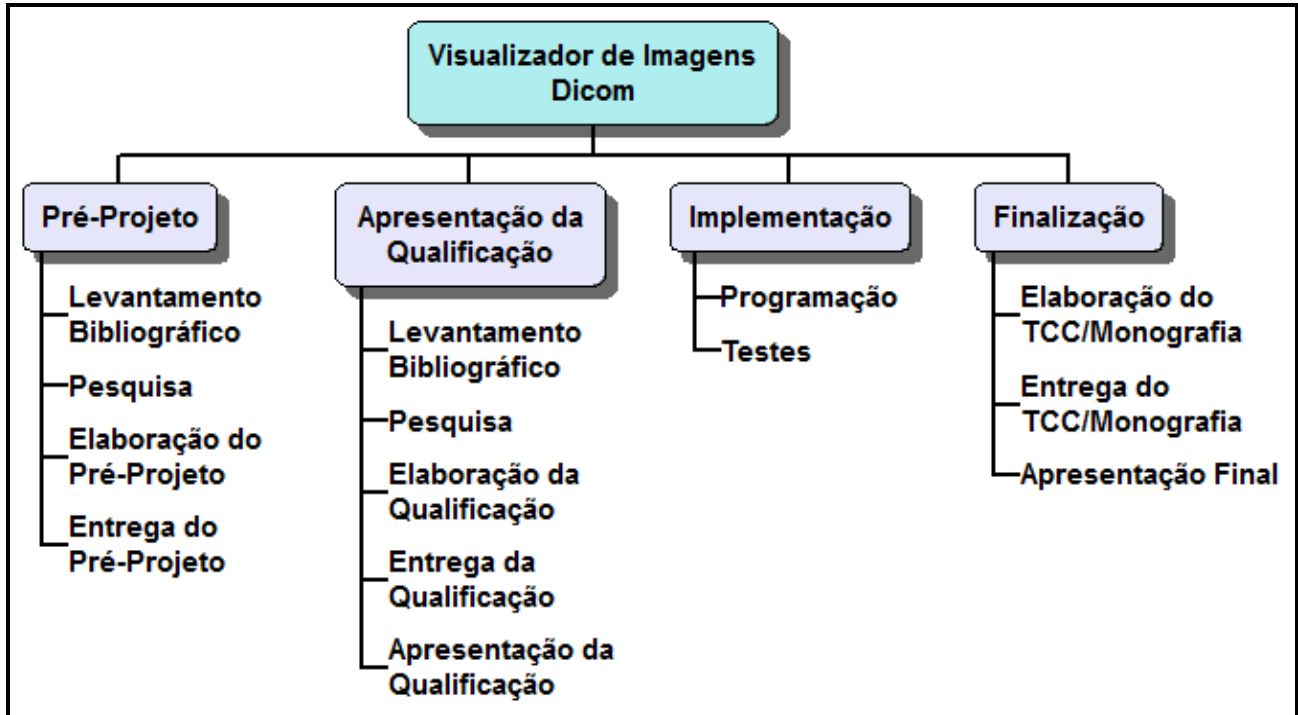 Visualizador de Imagens
Dicom
Pré-Projeto
Levantamento
Bibliográfico
Pesquisa
Elaboração do
Pré-Projeto
Entrega do
Pré-Projeto
Apresentação da
Qualificação
Levantamento
Bibliográfico
Pesquisa
Elaboração da
Qualificação
Entrega da
Qualificação
Apresentação da
Qualificação
Implementação
Programação
Testes
Finalização
Elaboração do
TCC/Monografia
Entrega do
TCC/Monografia
Apresentação Final